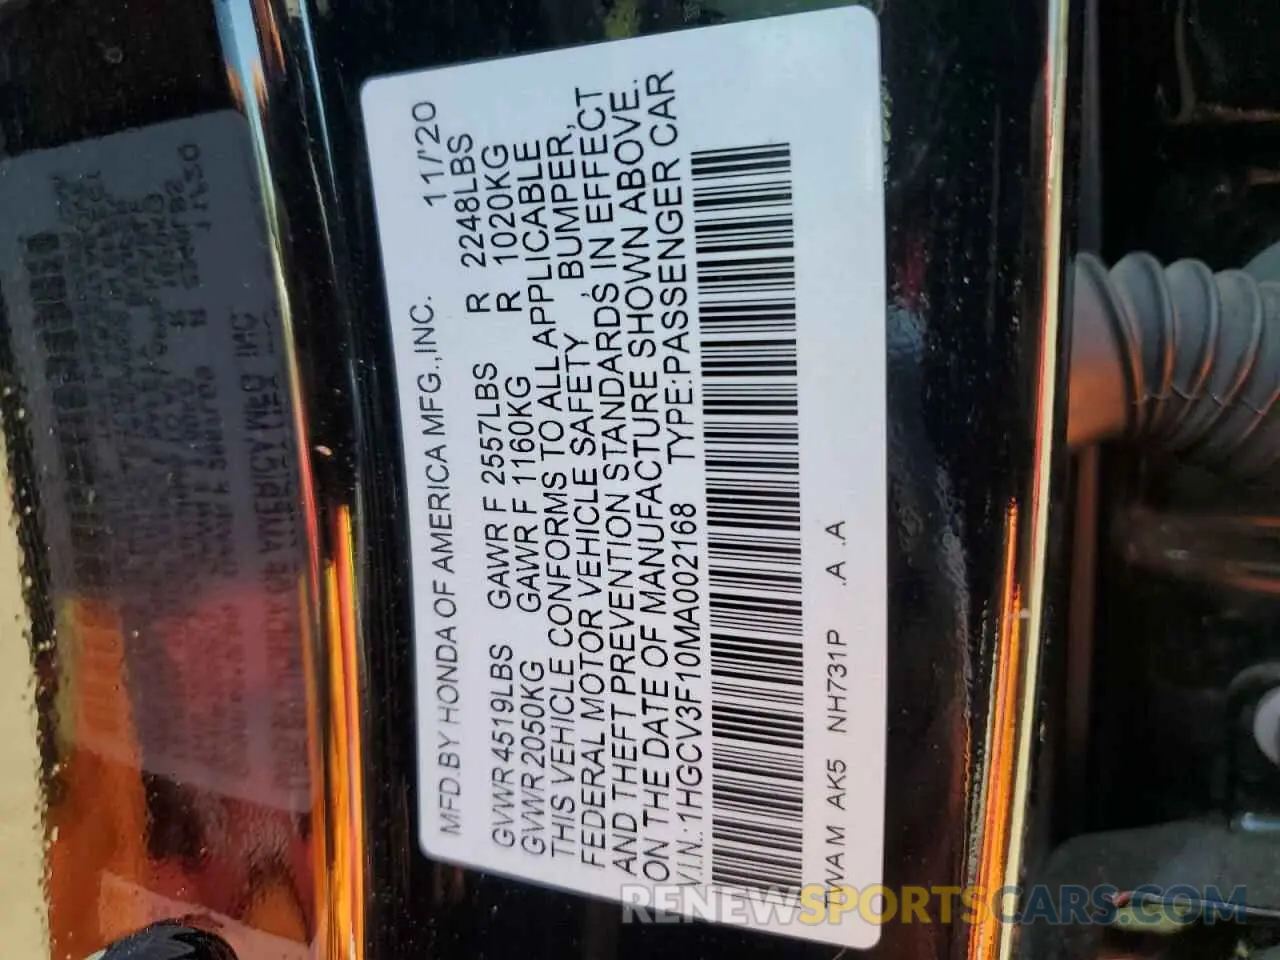 MFD.BY HONDA OF AMERICA MFG.,INC. 11/'20
GVWR 4519LBS GAWR F 2557LBS R 2248LBS
GVWR 2050KG GAWR F 1160KG R 1020KG
THIS VEHICLE CONFORMS TO ALL APPLICABLE
FEDERAL MOTOR VEHICLE SAFETY, BUMPER,
AND THEFT PREVENTION STANDARDS IN EFFECT
ON THE DATE OF MANUFACTURE SHOWN ABOVE.
V.I.N.:1HGCV3F10MA002168 TYPE:PASSENGER CAR
TWAM AK5 NH731P .A .A
RENEWSPORTSCARS.COM